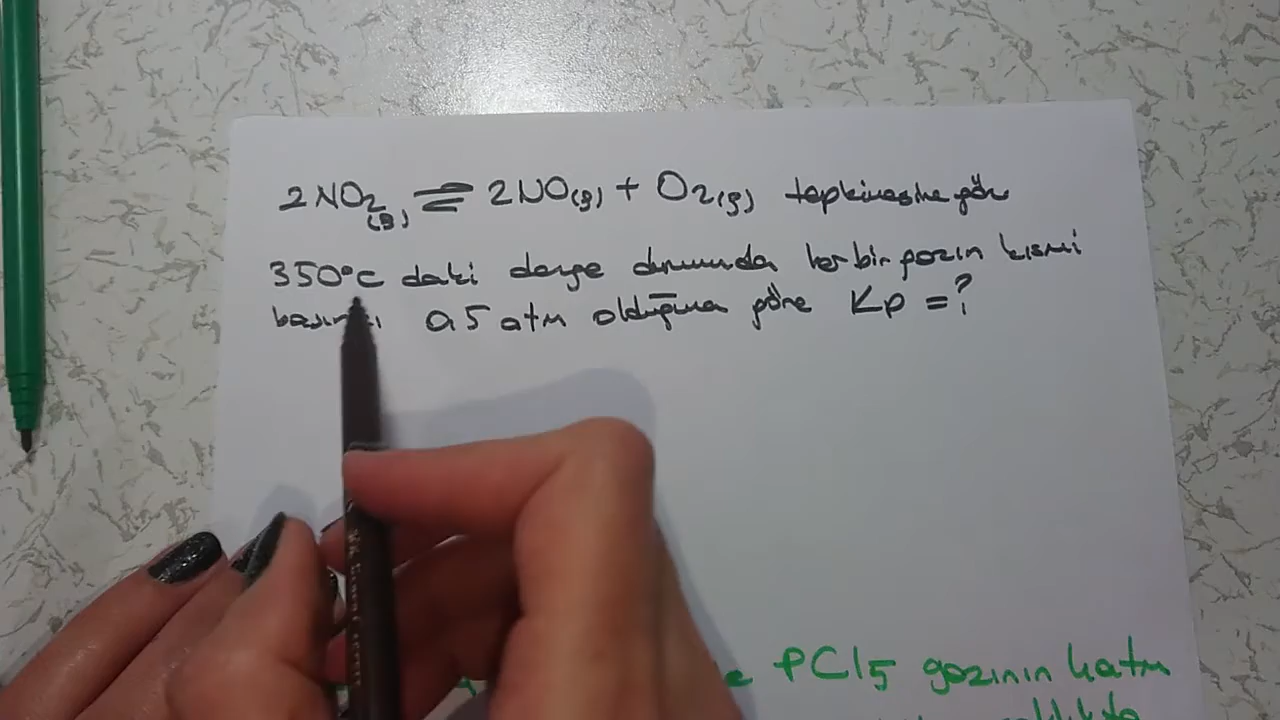 2NO₂(g) ⇌ 2NO(g) + O₂(g) tepkimesine göre
350°C daki denge durumunda her bir gazın kısmi
basıncı 0,5 atm olduğuna göre Kp = ?
PCl5 gazının